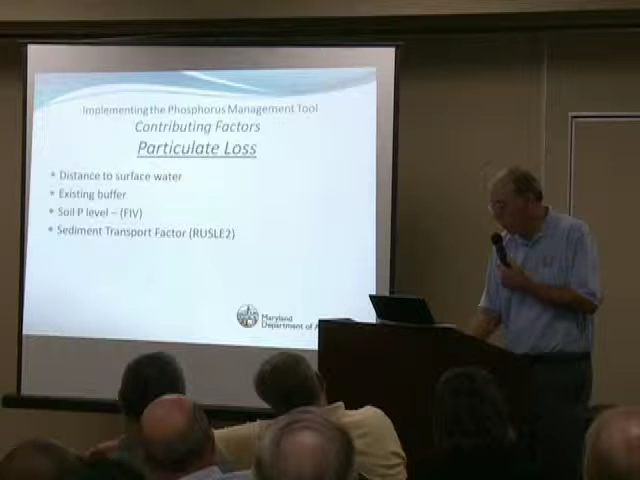 Implementing the Phosphorus Management Tool
Contributing Factors
Particulate Loss
• Distance to surface water
• Existing buffer
• Soil P level – (FIV)
• Sediment Transport Factor (RUSLE2)
Maryland
Department of A